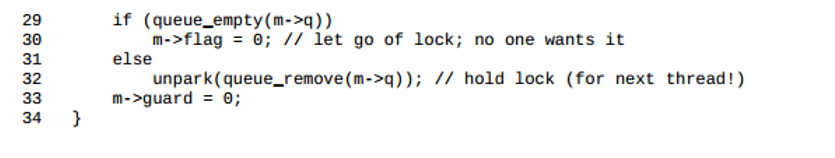 29 if (queue_empty(m->q))
30 m->flag = 0; // let go of lock; no one wants it
31 else
32 unpark(queue_remove(m->q)); // hold lock (for next thread!)
33 m->guard = 0;
34 }